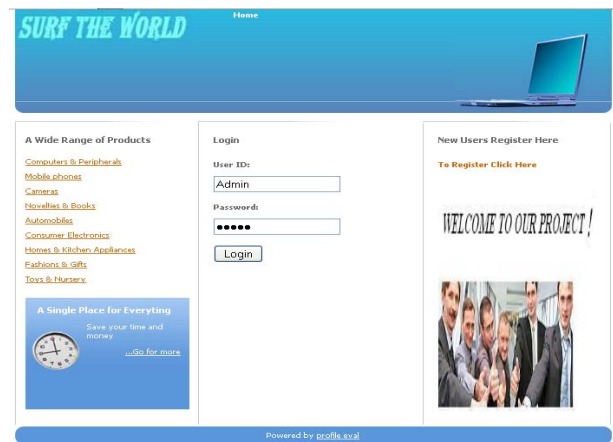 SURF THE WORLD
Home
A Wide Range of Products
Computers & Peripherals
Mobile phones
Cameras
Novelties & Books
Automobiles
Consumer Electronics
Homes & Kitchen Appliances
Fashions & Gifts
Toys & Nursery
A Single Place for Everyting
Save your time and
money
...Go for more
Login
User ID:
Admin
Password:
•••••
Login
New Users Register Here
To Register Click Here
WELCOME TO OUR PROJECT !
Powered by profile.eval